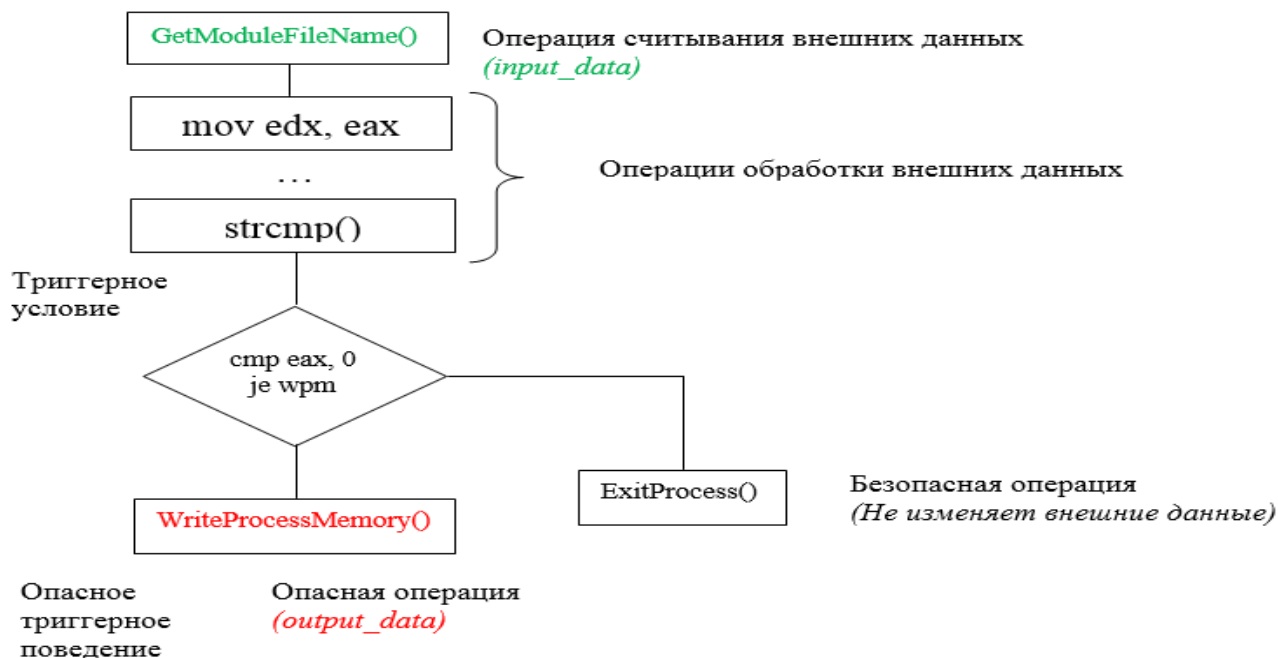 GetModuleFileName()
Операция считывания внешних данных
(input_data)
mov edx, eax
...
Операции обработки внешних данных
strcmp()
Триггерное
условие
cmp eax, 0
je wpm
WriteProcessMemory()
ExitProcess()
Безопасная операция
(Не изменяет внешние данные)
Опасное
триггерное
поведение
Опасная операция
(output_data)